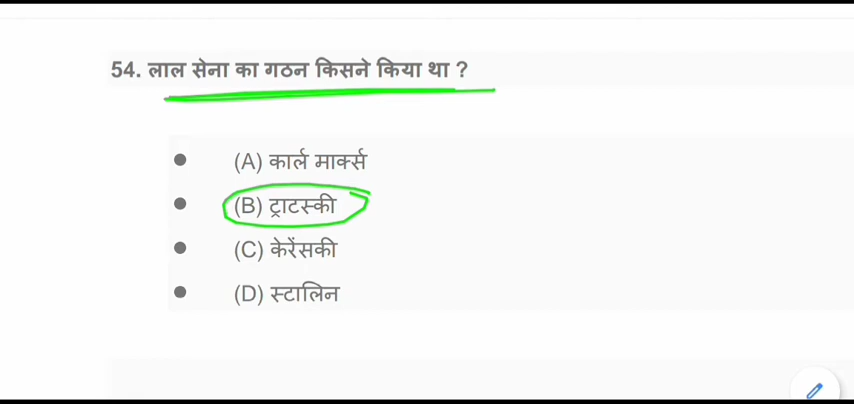 54. लाल सेना का गठन किसने किया था ?
(A) कार्ल मार्क्स
(B) ट्राटस्की
(C) केरेंसकी
(D) स्टालिन